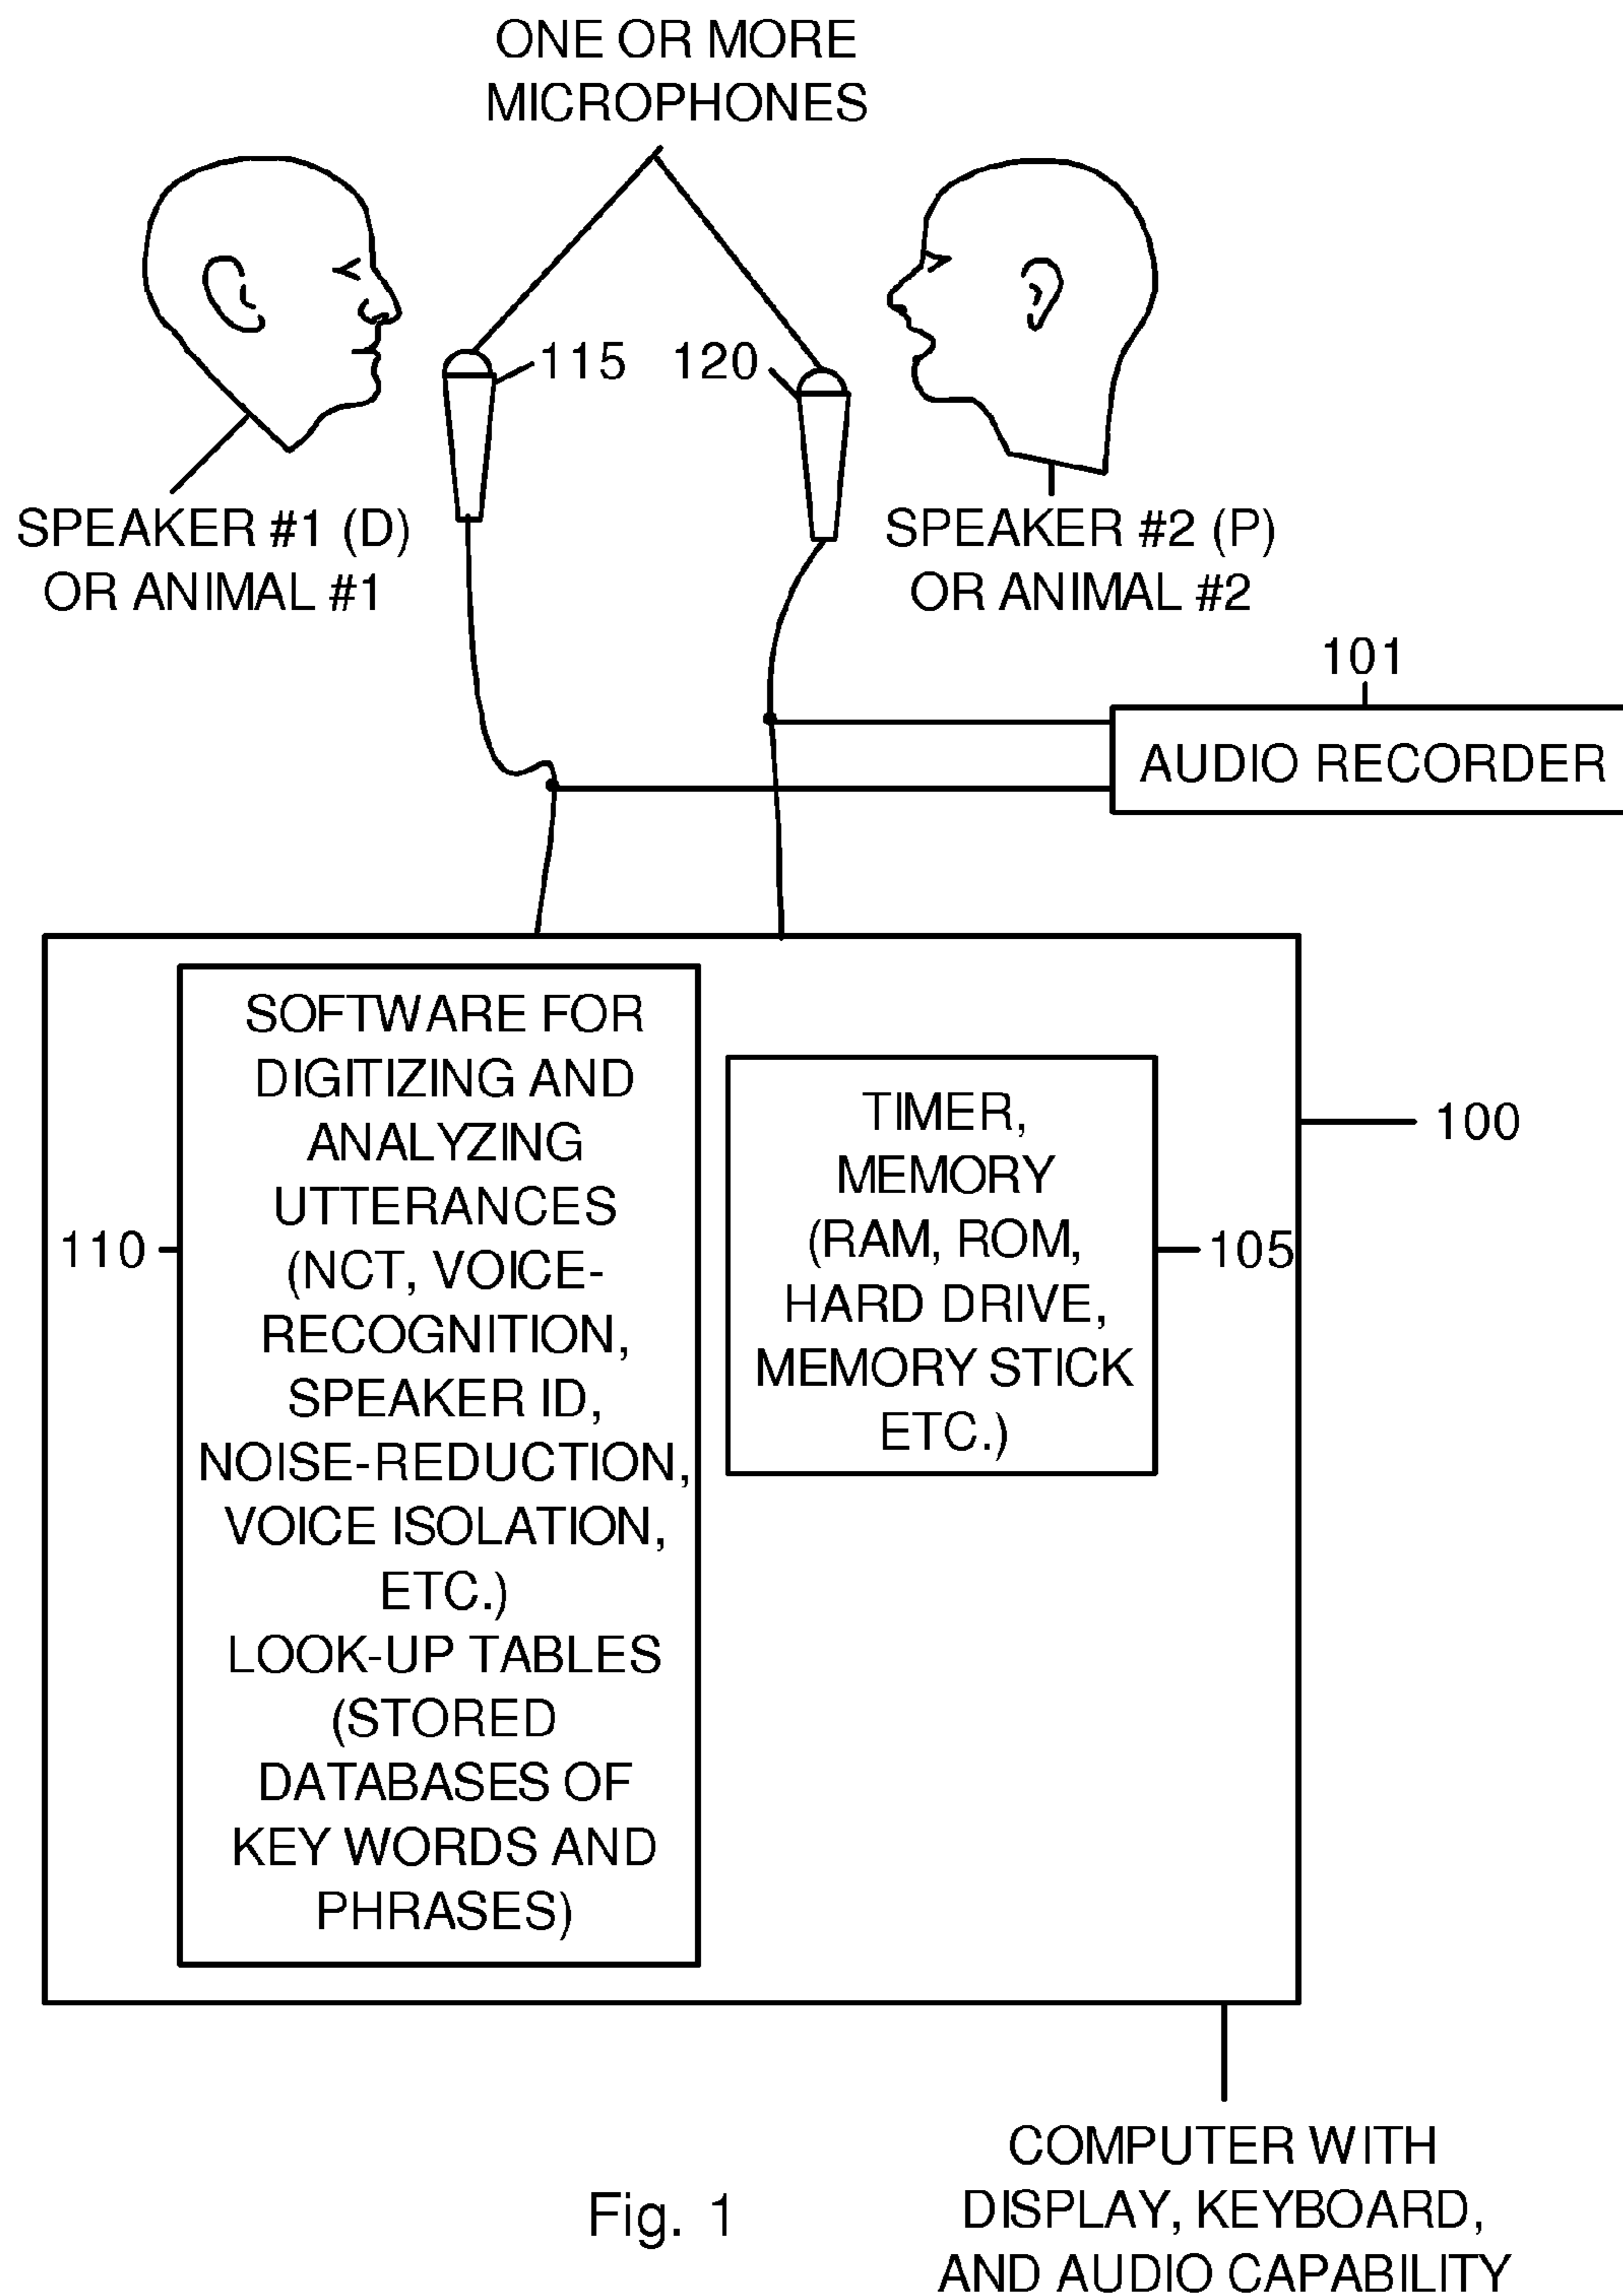 ONE OR MORE
MICROPHONES
115
120
SPEAKER #1 (D)
OR ANIMAL #1
SPEAKER #2 (P)
OR ANIMAL #2
101
AUDIO RECORDER
SOFTWARE FOR
DIGITIZING AND
ANALYZING
UTTERANCES
(NCT, VOICE-
RECOGNITION,
SPEAKER ID,
NOISE-REDUCTION,
VOICE ISOLATION,
ETC.)
LOOK-UP TABLES
(STORED
DATABASES OF
KEY WORDS AND
PHRASES)
110
TIMER,
MEMORY
(RAM, ROM,
HARD DRIVE,
MEMORY STICK
ETC.)
100
105
COMPUTER WITH
DISPLAY, KEYBOARD,
AND AUDIO CAPABILITY
Fig. 1